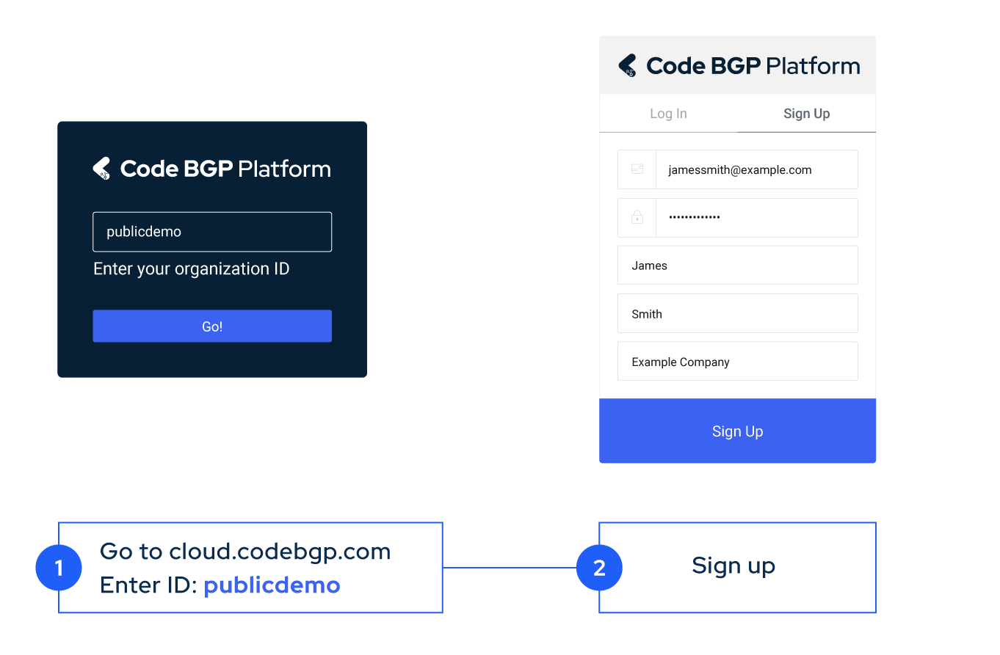 Code BGP Platform
publicdemo
Enter your organization ID
Go!
Code BGP Platform
Log In
Sign Up
jamessmith@example.com
•••••••••••••
James
Smith
Example Company
Sign Up
1
Go to cloud.codebgp.com
Enter ID: publicdemo
2
Sign up